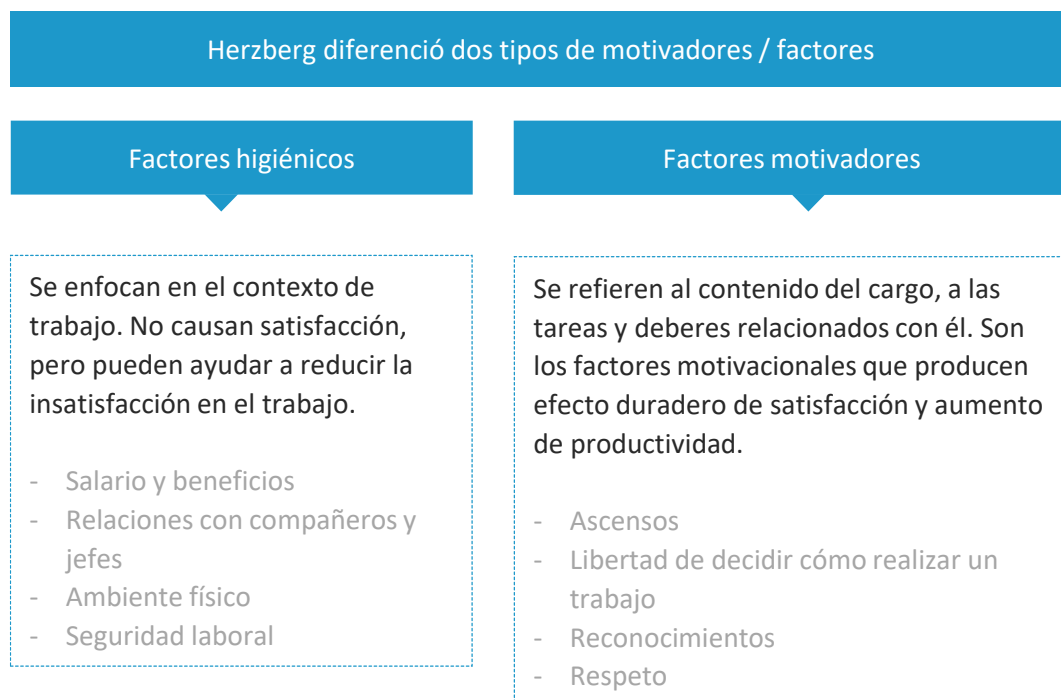 Herzberg diferenció dos tipos de motivadores / factores
Factores higiénicos
Se enfocan en el contexto de
trabajo. No causan satisfacción,
pero pueden ayudar a reducir la
insatisfacción en el trabajo.
- Salario y beneficios
- Relaciones con compañeros y
jefes
- Ambiente físico
- Seguridad laboral
Factores motivadores
Se refieren al contenido del cargo, a las
tareas y deberes relacionados con él. Son
los factores motivacionales que producen
efecto duradero de satisfacción y aumento
de productividad.
- Ascensos
- Libertad de decidir cómo realizar un
trabajo
- Reconocimientos
- Respeto